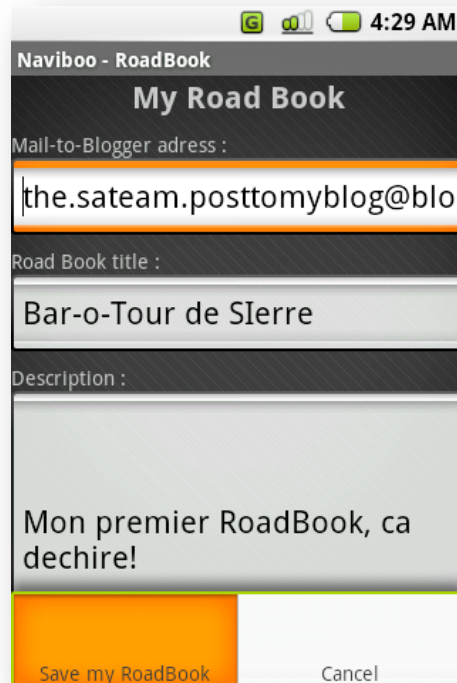 G 4:29 AM
Naviboo - RoadBook
My Road Book
Mail-to-Blogger adress :
the.sateam.posttomyblog@blo
Road Book title :
Bar-o-Tour de SIerre
Description :
Mon premier RoadBook, ca
dechire!
Save my RoadBook Cancel